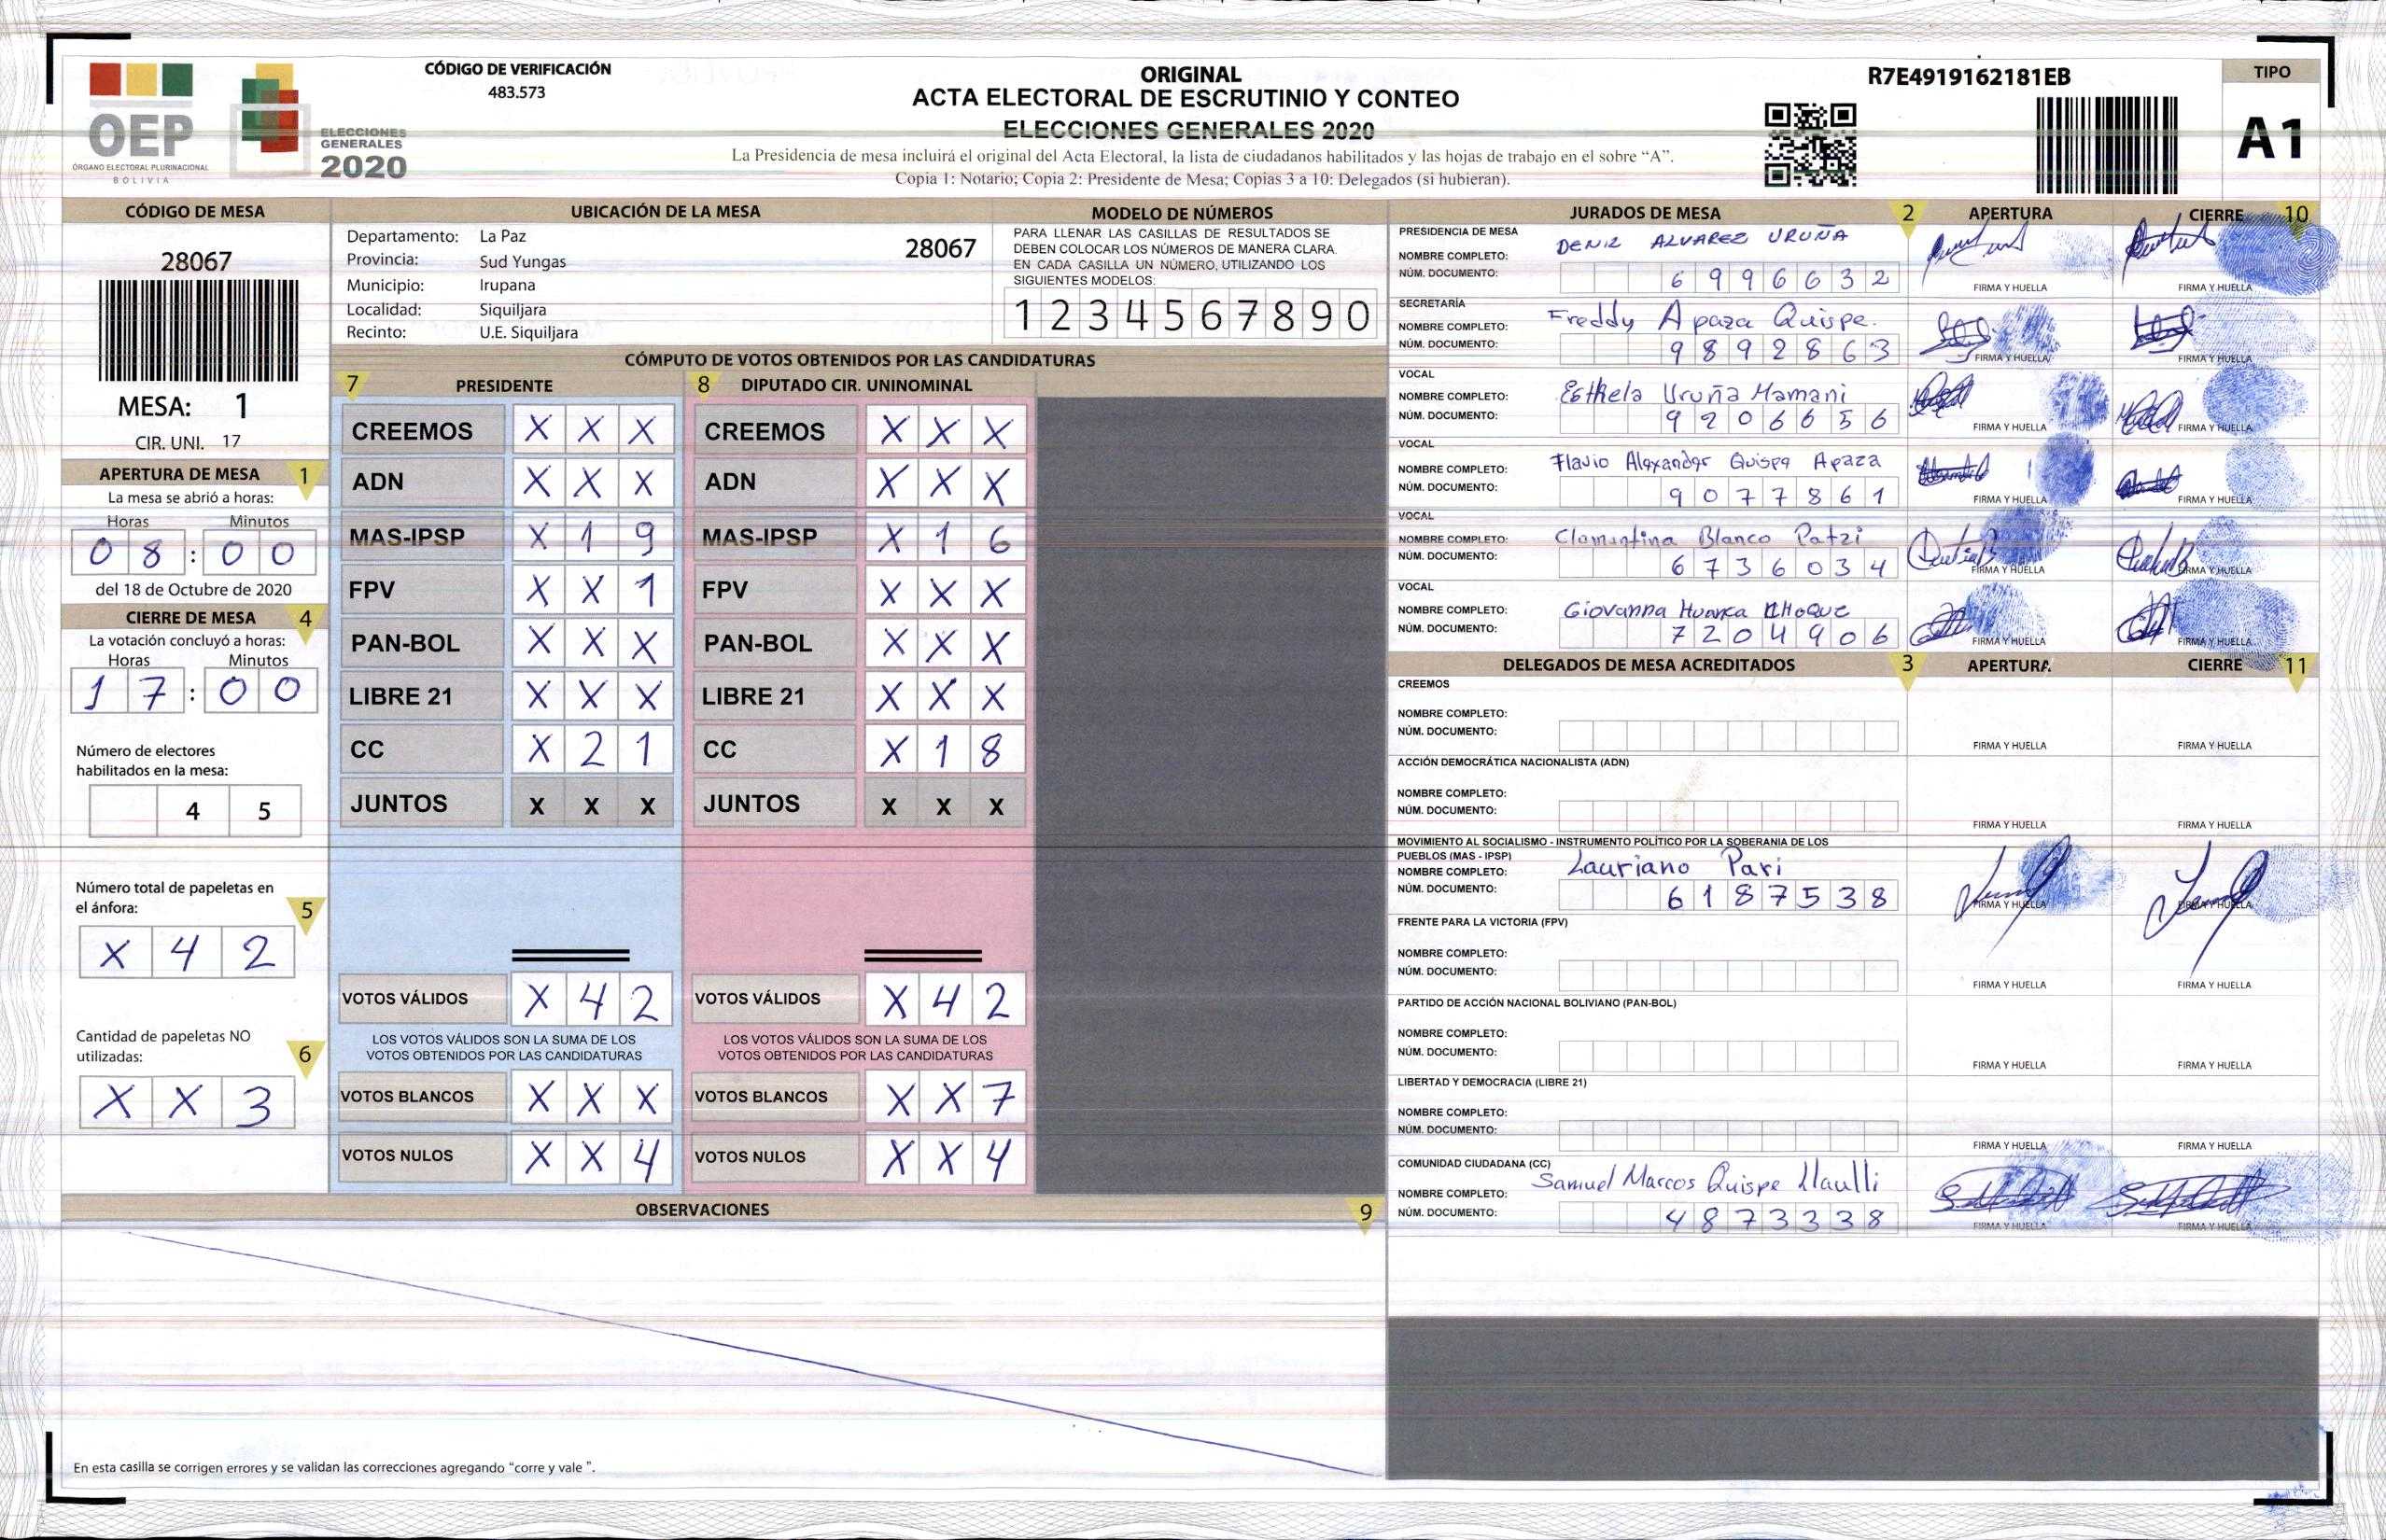 OEP
ÓRGANO ELECTORAL PLURINACIONAL
BOLIVIA
ELECCIONES
GENERALES
2020
CÓDIGO DE VERIFICACIÓN
483.573
ORIGINAL
ACTA ELECTORAL DE ESCRUTINIO Y CONTEO
ELECCIONES GENERALES 2020
La Presidencia de mesa incluirá el original del Acta Electoral, la lista de ciudadanos habilitados y las hojas de trabajo en el sobre “A”.
Copia 1: Notario; Copia 2: Presidente de Mesa; Copias 3 a 10: Delegados (si hubieran).
R7E4919162181EB
TIPO
A1
CÓDIGO DE MESA
28067
MESA: 1
CIR. UNI. 17
APERTURA DE MESA 1
La mesa se abrió a horas:
Horas Minutos
0 8 : 0 0
del 18 de Octubre de 2020
CIERRE DE MESA 4
La votación concluyó a horas:
Horas Minutos
1 7 : 0 0
Número de electores
habilitados en la mesa:
4 5
Número total de papeletas en
el ánfora: 5
X 4 2
Cantidad de papeletas NO
utilizadas: 6
X X 3
UBICACIÓN DE LA MESA
Departamento: La Paz 28067
Provincia: Sud Yungas
Municipio: Irupana
Localidad: Siquiljara
Recinto: U.E. Siquiljara
MODELO DE NÚMEROS
PARA LLENAR LAS CASILLAS DE RESULTADOS SE
DEBEN COLOCAR LOS NÚMEROS DE MANERA CLARA.
EN CADA CASILLA UN NÚMERO, UTILIZANDO LOS
SIGUIENTES MODELOS:
1 2 3 4 5 6 7 8 9 0
CÓMPUTO DE VOTOS OBTENIDOS POR LAS CANDIDATURAS
7 PRESIDENTE 8 DIPUTADO CIR. UNINOMINAL
CREEMOS X X X CREEMOS X X X
ADN X X X ADN X X X
MAS-IPSP X 1 9 MAS-IPSP X 1 6
FPV X X 1 FPV X X X
PAN-BOL X X X PAN-BOL X X X
LIBRE 21 X X X LIBRE 21 X X X
CC X 2 1 CC X 1 8
JUNTOS X X X JUNTOS X X X
VOTOS VÁLIDOS X 4 2 VOTOS VÁLIDOS X 4 2
LOS VOTOS VÁLIDOS SON LA SUMA DE LOS LOS VOTOS VÁLIDOS SON LA SUMA DE LOS
VOTOS OBTENIDOS POR LAS CANDIDATURAS VOTOS OBTENIDOS POR LAS CANDIDATURAS
VOTOS BLANCOS X X X VOTOS BLANCOS X X 7
VOTOS NULOS X X 4 VOTOS NULOS X X 4
OBSERVACIONES 9
En esta casilla se corrigen errores y se validan las correcciones agregando “corre y vale ”.
JURADOS DE MESA 2 APERTURA CIERRE 10
PRESIDENCIA DE MESA
NOMBRE COMPLETO: DENIZ ALVAREZ URUÑA
NÚM. DOCUMENTO: 6 9 9 6 6 3 2
FIRMA Y HUELLA FIRMA Y HUELLA
SECRETARÍA
NOMBRE COMPLETO: Freddy Apaza Quispe.
NÚM. DOCUMENTO: 9 8 9 2 8 6 3
FIRMA Y HUELLA FIRMA Y HUELLA
VOCAL
NOMBRE COMPLETO: Esthela Uruña Mamani
NÚM. DOCUMENTO: 9 2 0 6 6 5 6
FIRMA Y HUELLA FIRMA Y HUELLA
VOCAL
NOMBRE COMPLETO: Flavio Alexander Quispe Apaza
NÚM. DOCUMENTO: 9 0 7 7 8 6 1
FIRMA Y HUELLA FIRMA Y HUELLA
VOCAL
NOMBRE COMPLETO: Clementina Blanco Patzi
NÚM. DOCUMENTO: 6 7 3 6 0 3 4
FIRMA Y HUELLA FIRMA Y HUELLA
VOCAL
NOMBRE COMPLETO: Giovanna Huanca
NÚM. DOCUMENTO: 7 2 0 4 9 0 6
FIRMA Y HUELLA FIRMA Y HUELLA
DELEGADOS DE MESA ACREDITADOS 3 APERTURA CIERRE 11
CREEMOS
NOMBRE COMPLETO:
NÚM. DOCUMENTO:
FIRMA Y HUELLA FIRMA Y HUELLA
ACCIÓN DEMOCRÁTICA NACIONALISTA (ADN)
NOMBRE COMPLETO:
NÚM. DOCUMENTO:
FIRMA Y HUELLA FIRMA Y HUELLA
MOVIMIENTO AL SOCIALISMO - INSTRUMENTO POLÍTICO POR LA SOBERANIA DE LOS
PUEBLOS (MAS - IPSP)
NOMBRE COMPLETO: Lauriano Pari
NÚM. DOCUMENTO: 6 1 8 7 5 3 8
FIRMA Y HUELLA FIRMA Y HUELLA
FRENTE PARA LA VICTORIA (FPV)
NOMBRE COMPLETO:
NÚM. DOCUMENTO:
FIRMA Y HUELLA FIRMA Y HUELLA
PARTIDO DE ACCIÓN NACIONAL BOLIVIANO (PAN-BOL)
NOMBRE COMPLETO:
NÚM. DOCUMENTO:
FIRMA Y HUELLA FIRMA Y HUELLA
LIBERTAD Y DEMOCRACIA (LIBRE 21)
NOMBRE COMPLETO:
NÚM. DOCUMENTO:
FIRMA Y HUELLA FIRMA Y HUELLA
COMUNIDAD CIUDADANA (CC)
NOMBRE COMPLETO: Samuel Marcos Quispe Llaulli
NÚM. DOCUMENTO: 4 8 7 3 3 3 8
FIRMA Y HUELLA FIRMA Y HUELLA